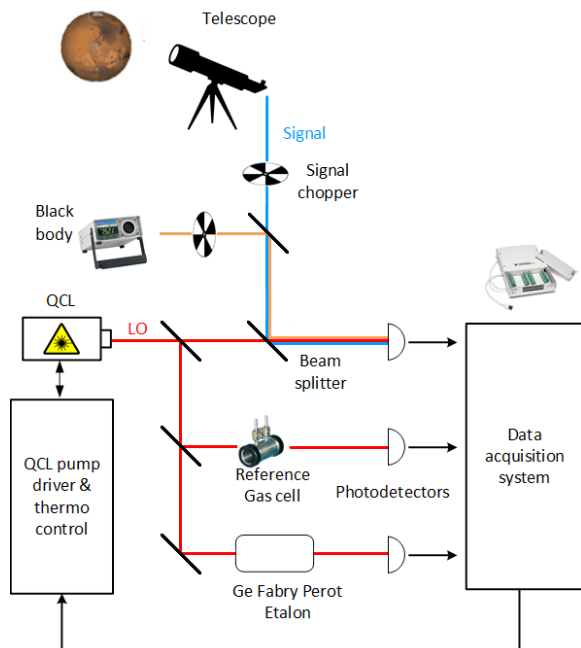 Telescope
Signal
Signal
chopper
Black
body
QCL
LO
Beam
splitter
Reference
Gas cell
Photodetectors
Data
acquisition
system
QCL pump
driver &
thermo
control
Ge Fabry Perot
Etalon